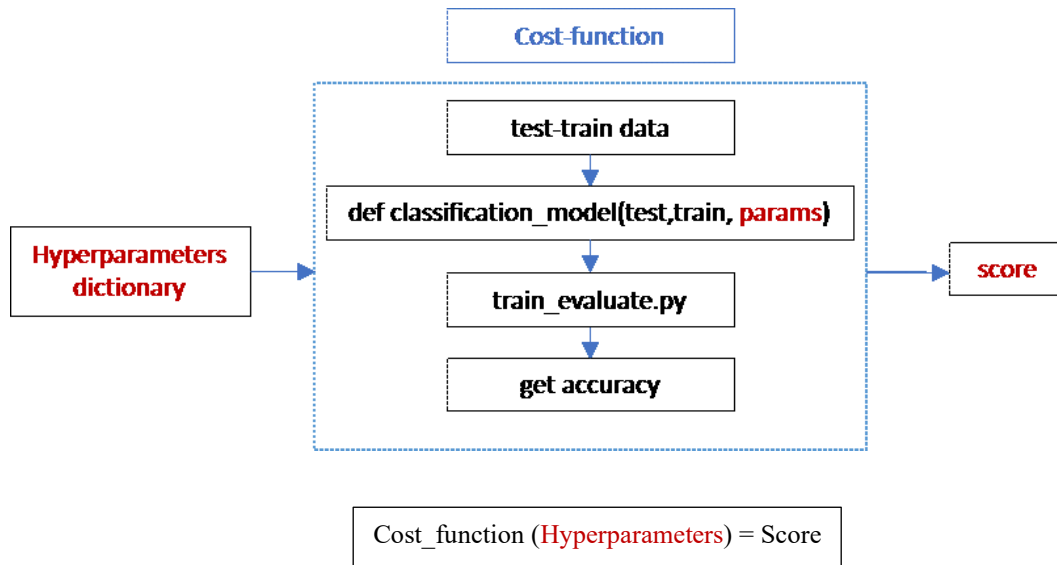 Cost-function
test-train data
def classification_model(test,train, params)
Hyperparameters
dictionary
train_evaluate.py
get accuracy
score
Cost_function (Hyperparameters) = Score